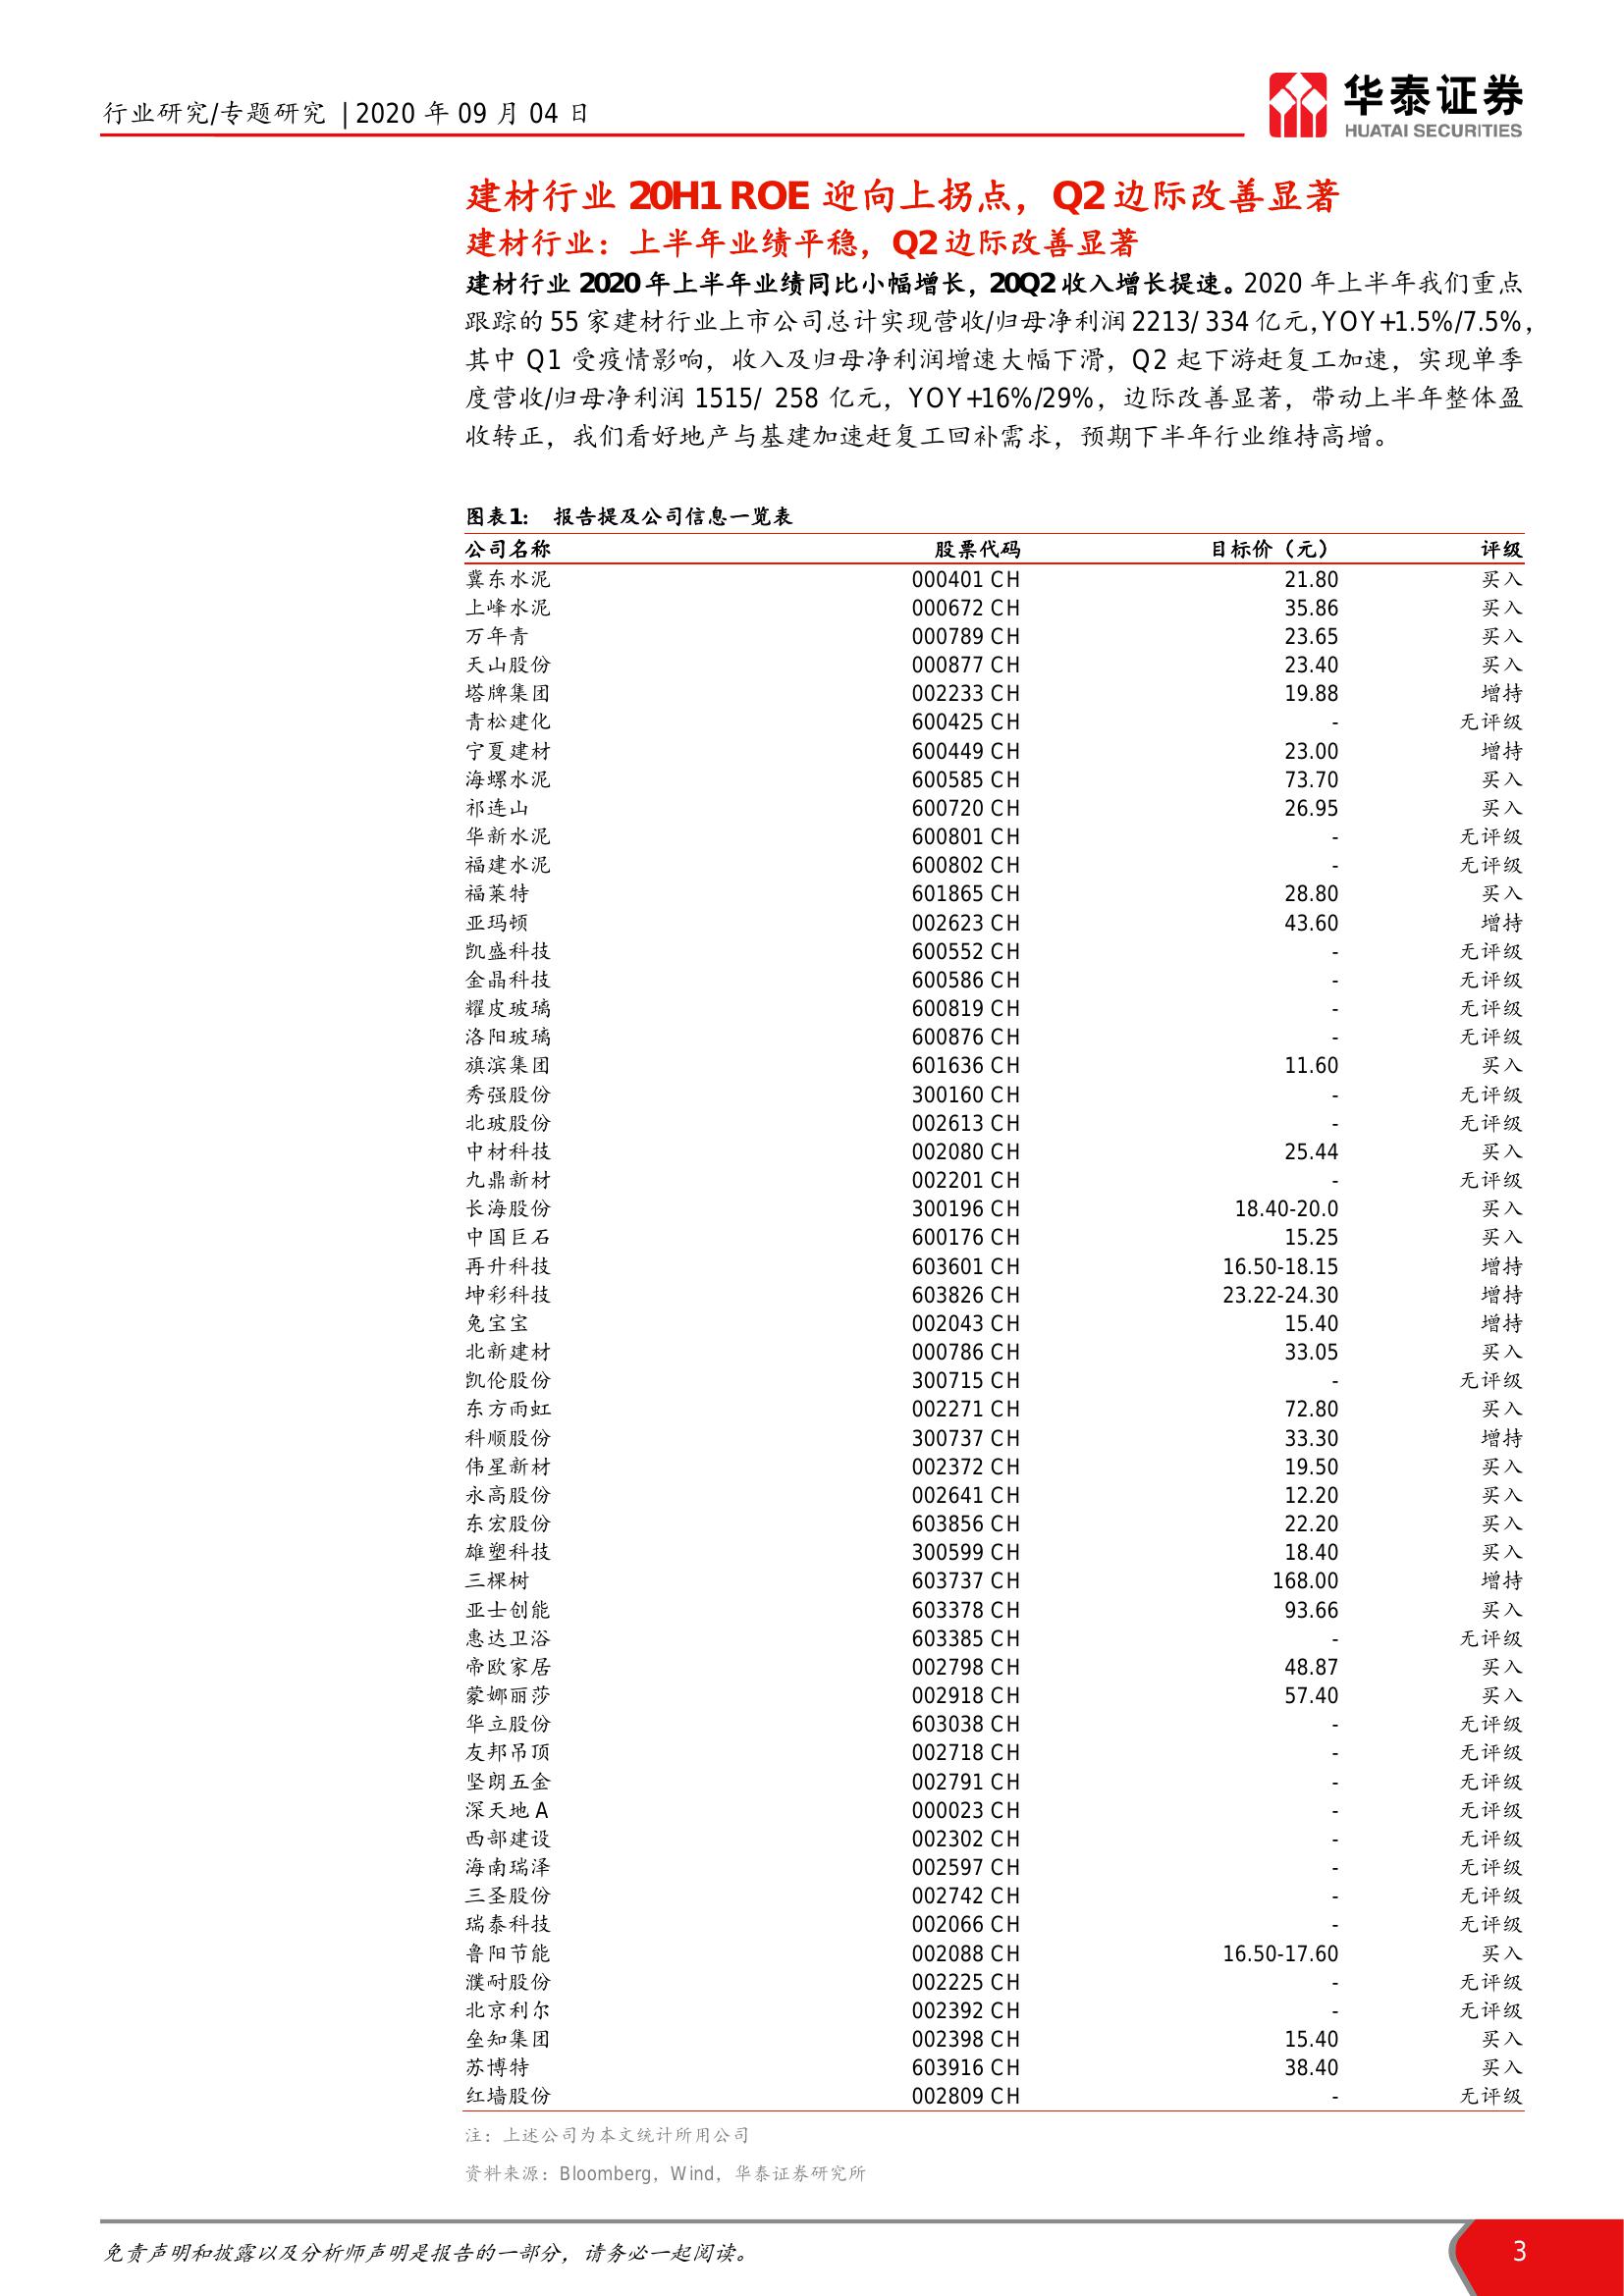 行业研究/专题研究 | 2020 年 09 月 04 日
华泰证券
HUATAI SECURITIES
建材行业 20H1 ROE 迎向上拐点，Q2 边际改善显著
建材行业：上半年业绩平稳，Q2 边际改善显著
建材行业 2020 年上半年业绩同比小幅增长，20Q2 收入增长提速。2020 年上半年我们重点
跟踪的 55 家建材行业上市公司总计实现营收/归母净利润 2213/ 334 亿元，YOY+1.5%/7.5%，
其中 Q1 受疫情影响，收入及归母净利润增速大幅下滑，Q2 起下游赶复工加速，实现单季
度营收/归母净利润 1515/ 258 亿元，YOY+16%/29%，边际改善显著，带动上半年整体盈
收转正，我们看好地产与基建加速赶复工回补需求，预期下半年行业维持高增。
图表1： 报告提及公司信息一览表
公司名称 股票代码 目标价（元） 评级
冀东水泥 000401 CH 21.80 买入
上峰水泥 000672 CH 35.86 买入
万年青 000789 CH 23.65 买入
天山股份 000877 CH 23.40 买入
塔牌集团 002233 CH 19.88 增持
青松建化 600425 CH - 无评级
宁夏建材 600449 CH 23.00 增持
海螺水泥 600585 CH 73.70 买入
祁连山 600720 CH 26.95 买入
华新水泥 600801 CH - 无评级
福建水泥 600802 CH - 无评级
福莱特 601865 CH 28.80 买入
亚玛顿 002623 CH 43.60 增持
凯盛科技 600552 CH - 无评级
金晶科技 600586 CH - 无评级
耀皮玻璃 600819 CH - 无评级
洛阳玻璃 600876 CH - 无评级
旗滨集团 601636 CH 11.60 买入
秀强股份 300160 CH - 无评级
北玻股份 002613 CH - 无评级
中材科技 002080 CH 25.44 买入
九鼎新材 002201 CH - 无评级
长海股份 300196 CH 18.40-20.0 买入
中国巨石 600176 CH 15.25 买入
再升科技 603601 CH 16.50-18.15 增持
坤彩科技 603826 CH 23.22-24.30 增持
兔宝宝 002043 CH 15.40 增持
北新建材 000786 CH 33.05 买入
凯伦股份 300715 CH - 无评级
东方雨虹 002271 CH 72.80 买入
科顺股份 300737 CH 33.30 增持
伟星新材 002372 CH 19.50 买入
永高股份 002641 CH 12.20 买入
东宏股份 603856 CH 22.20 买入
雄塑科技 300599 CH 18.40 买入
三棵树 603737 CH 168.00 增持
亚士创能 603378 CH 93.66 买入
惠达卫浴 603385 CH - 无评级
帝欧家居 002798 CH 48.87 买入
蒙娜丽莎 002918 CH 57.40 买入
华立股份 603038 CH - 无评级
友邦吊顶 002718 CH - 无评级
坚朗五金 002791 CH - 无评级
深天地 A 000023 CH - 无评级
西部建设 002302 CH - 无评级
海南瑞泽 002597 CH - 无评级
三圣股份 002742 CH - 无评级
瑞泰科技 002066 CH - 无评级
鲁阳节能 002088 CH 16.50-17.60 买入
濮耐股份 002225 CH - 无评级
北京利尔 002392 CH - 无评级
垒知集团 002398 CH 15.40 买入
苏博特 603916 CH 38.40 买入
红墙股份 002809 CH - 无评级
注：上述公司为本文统计所用公司
资料来源：Bloomberg，Wind，华泰证券研究所
免责声明和披露以及分析师声明是报告的一部分，请务必一起阅读。 3